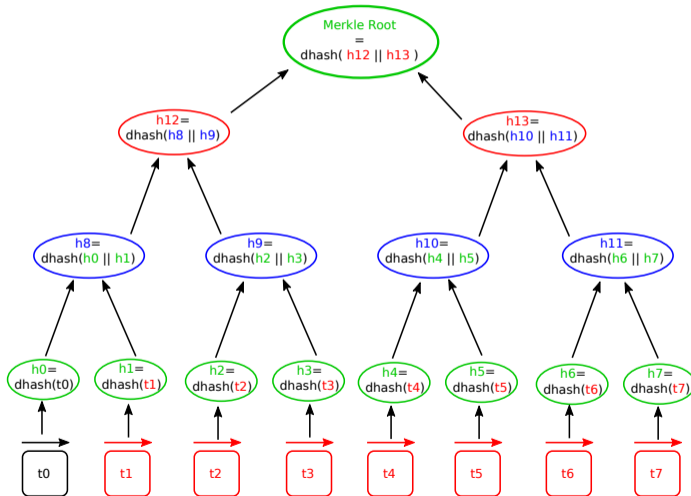 Merkle Root
=
dhash( h12 || h13 )
h12=
dhash(h8 || h9)
h13=
dhash(h10 || h11)
h8=
dhash(h0 || h1)
h9=
dhash(h2 || h3)
h10=
dhash(h4 || h5)
h11=
dhash(h6 || h7)
h0=
dhash(t0)
h1=
dhash(t1)
h2=
dhash(t2)
h3=
dhash(t3)
h4=
dhash(t4)
h5=
dhash(t5)
h6=
dhash(t6)
h7=
dhash(t7)
t0
t1
t2
t3
t4
t5
t6
t7